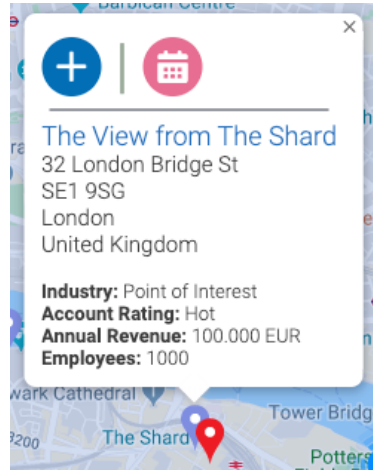 Barbican Centre
The View from The Shard
32 London Bridge St
SE1 9SG
London
United Kingdom
Industry: Point of Interest
Account Rating: Hot
Annual Revenue: 100.000 EUR
Employees: 1000
wark Cathedral
Tower Bridg
3200
The Shard
Potters